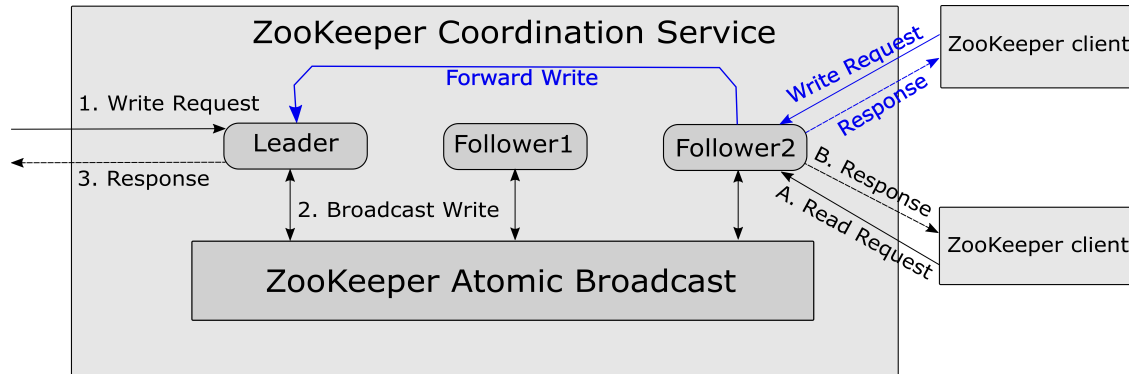 ZooKeeper Coordination Service
ZooKeeper client
Write Request
Forward Write
Response
1. Write Request
Leader
Follower1
Follower2
3. Response
B. Response
2. Broadcast Write
A. Read Request
ZooKeeper client
ZooKeeper Atomic Broadcast